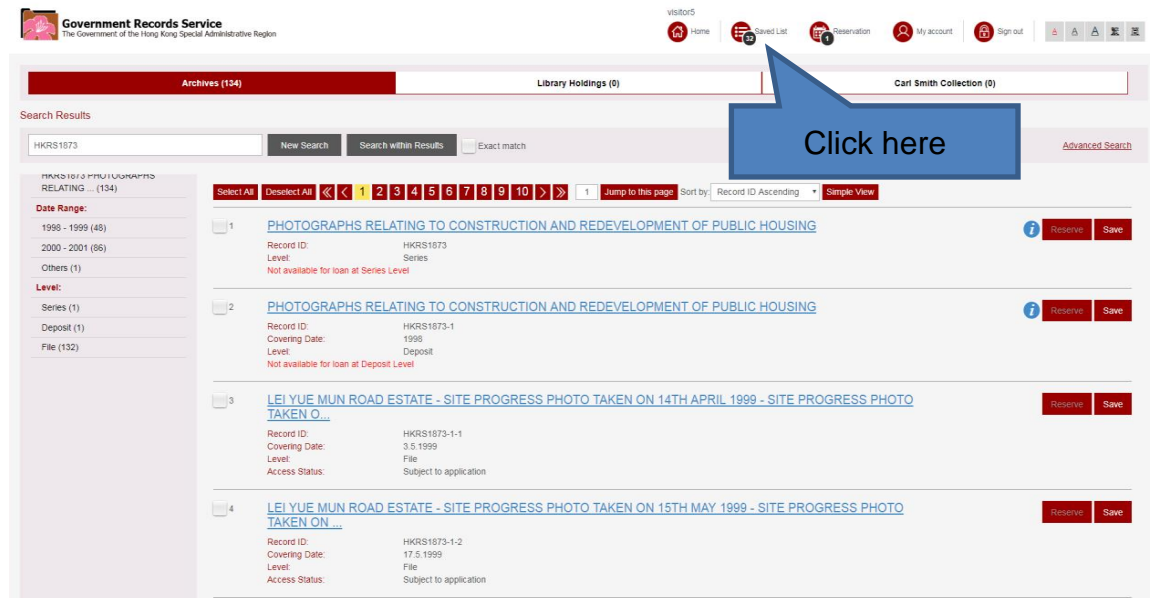 visitor5
Government Records Service
The Government of the Hong Kong Special Administrative Region
Home
32
Saved List
1
Reservation
My account
Sign out
A A A 繁 简
Archives (134)
Library Holdings (0)
Carl Smith Collection (0)
Search Results
Click here
HKRS1873
New Search
Search within Results
Exact match
Advanced Search
HKRS1873 PHOTOGRAPHS
RELATING ... (134)
Date Range:
1998 - 1999 (48)
2000 - 2001 (86)
Others (1)
Level:
Series (1)
Deposit (1)
File (132)
Select All Deselect All « < 1 2 3 4 5 6 7 8 9 10 > » 1 Jump to this page Sort by: Record ID Ascending Simple View
1 PHOTOGRAPHS RELATING TO CONSTRUCTION AND REDEVELOPMENT OF PUBLIC HOUSING
i Reserve Save
Record ID: HKRS1873
Level: Series
Not available for loan at Series Level
2 PHOTOGRAPHS RELATING TO CONSTRUCTION AND REDEVELOPMENT OF PUBLIC HOUSING
i Reserve Save
Record ID: HKRS1873-1
Covering Date: 1998
Level: Deposit
Not available for loan at Deposit Level
3 LEI YUE MUN ROAD ESTATE - SITE PROGRESS PHOTO TAKEN ON 14TH APRIL 1999 - SITE PROGRESS PHOTO
TAKEN O...
Reserve Save
Record ID: HKRS1873-1-1
Covering Date: 3.5.1999
Level: File
Access Status: Subject to application
4 LEI YUE MUN ROAD ESTATE - SITE PROGRESS PHOTO TAKEN ON 15TH MAY 1999 - SITE PROGRESS PHOTO
TAKEN ON ...
Reserve Save
Record ID: HKRS1873-1-2
Covering Date: 17.5.1999
Level: File
Access Status: Subject to application